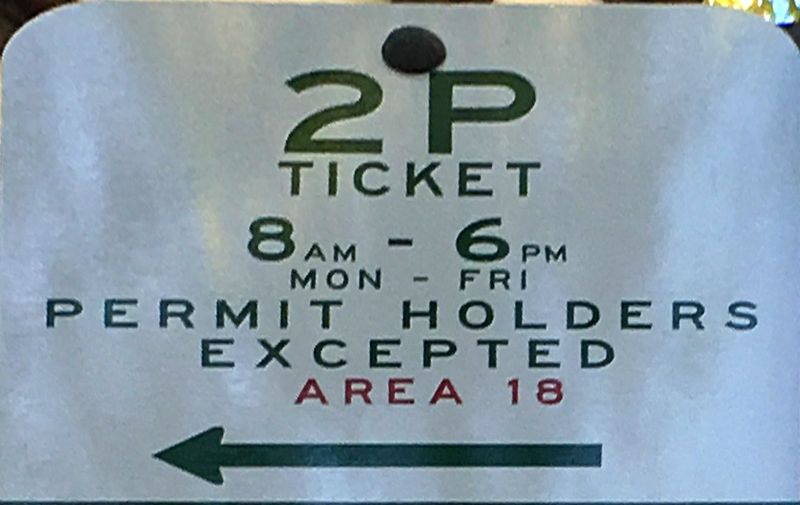 2P
TICKET
8AM - 6PM
MON - FRI
PERMIT HOLDERS
EXCEPTED
AREA 18